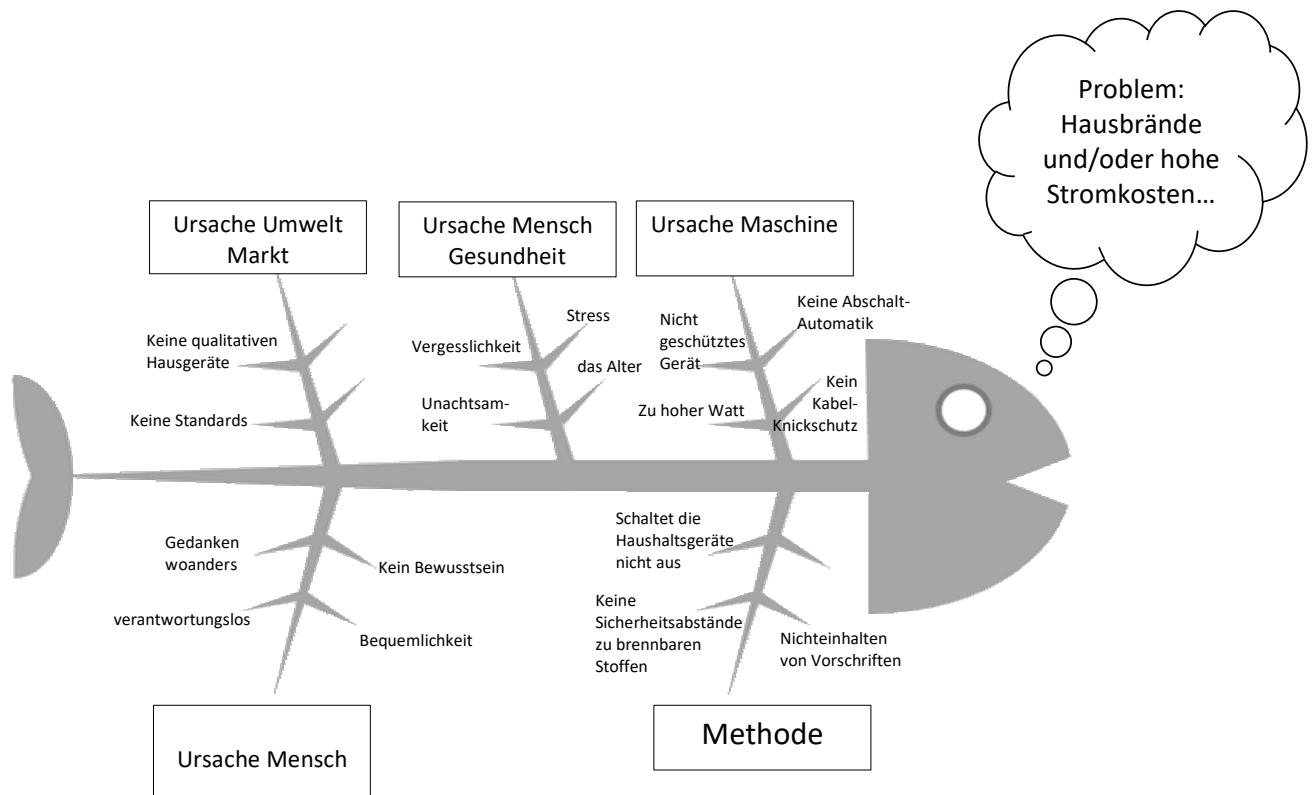 Problem:
Hausbrände
und/oder hohe
Stromkosten…
Ursache Umwelt
Markt
Ursache Mensch
Gesundheit
Ursache Maschine
Keine qualitativen
Hausgeräte
Keine Standards
Stress
Vergesslichkeit
das Alter
Unachtsam-
keit
Keine Abschalt-
Automatik
Nicht
geschütztes
Gerät
Kein
Kabel-
Knickschutz
Zu hoher Watt
Gedanken
woanders
Kein Bewusstsein
verantwortungslos
Bequemlichkeit
Schaltet die
Haushaltsgeräte
nicht aus
Keine
Sicherheitsabstände
zu brennbaren
Stoffen
Nichteinhalten
von Vorschriften
Ursache Mensch
Methode